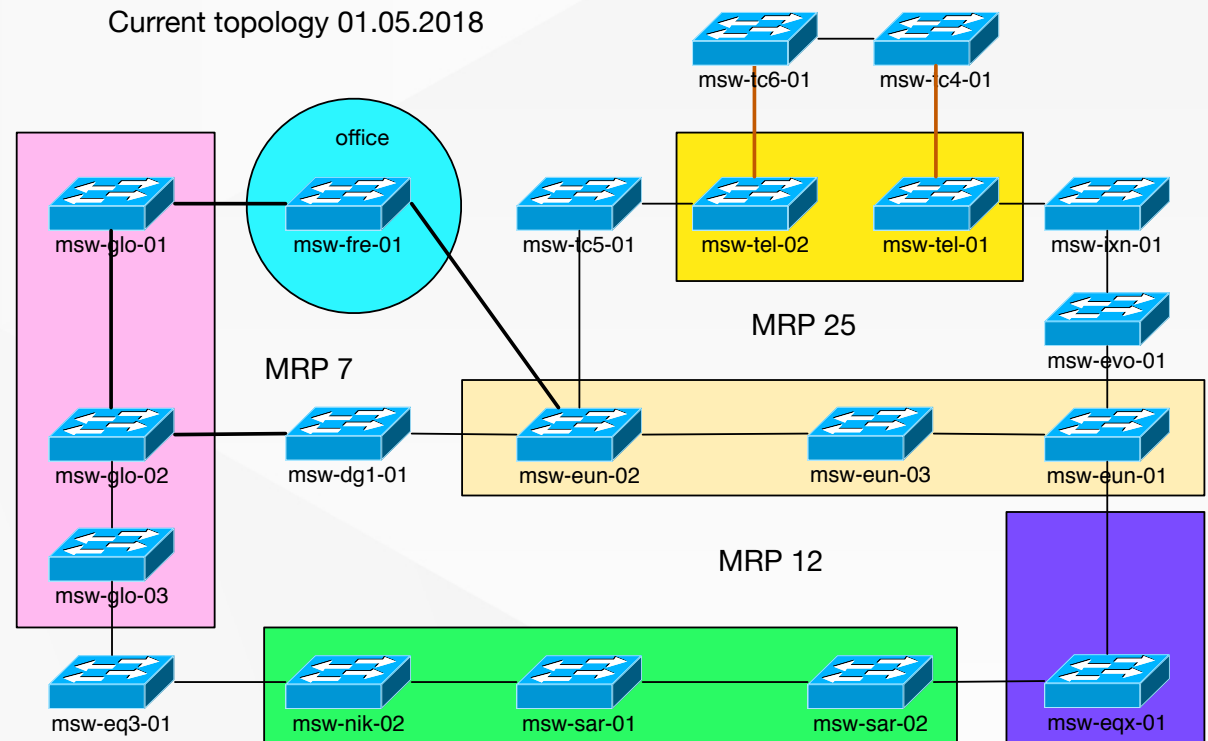 Current topology 01.05.2018
msw-tc6-01
msw-tc4-01
office
msw-glo-01
msw-fre-01
msw-tc5-01
msw-tel-02
msw-tel-01
msw-ixn-01
MRP 25
MRP 7
msw-evo-01
msw-glo-02
msw-dg1-01
msw-eun-02
msw-eun-03
msw-eun-01
MRP 12
msw-glo-03
msw-eq3-01
msw-nik-02
msw-sar-01
msw-sar-02
msw-eqx-01